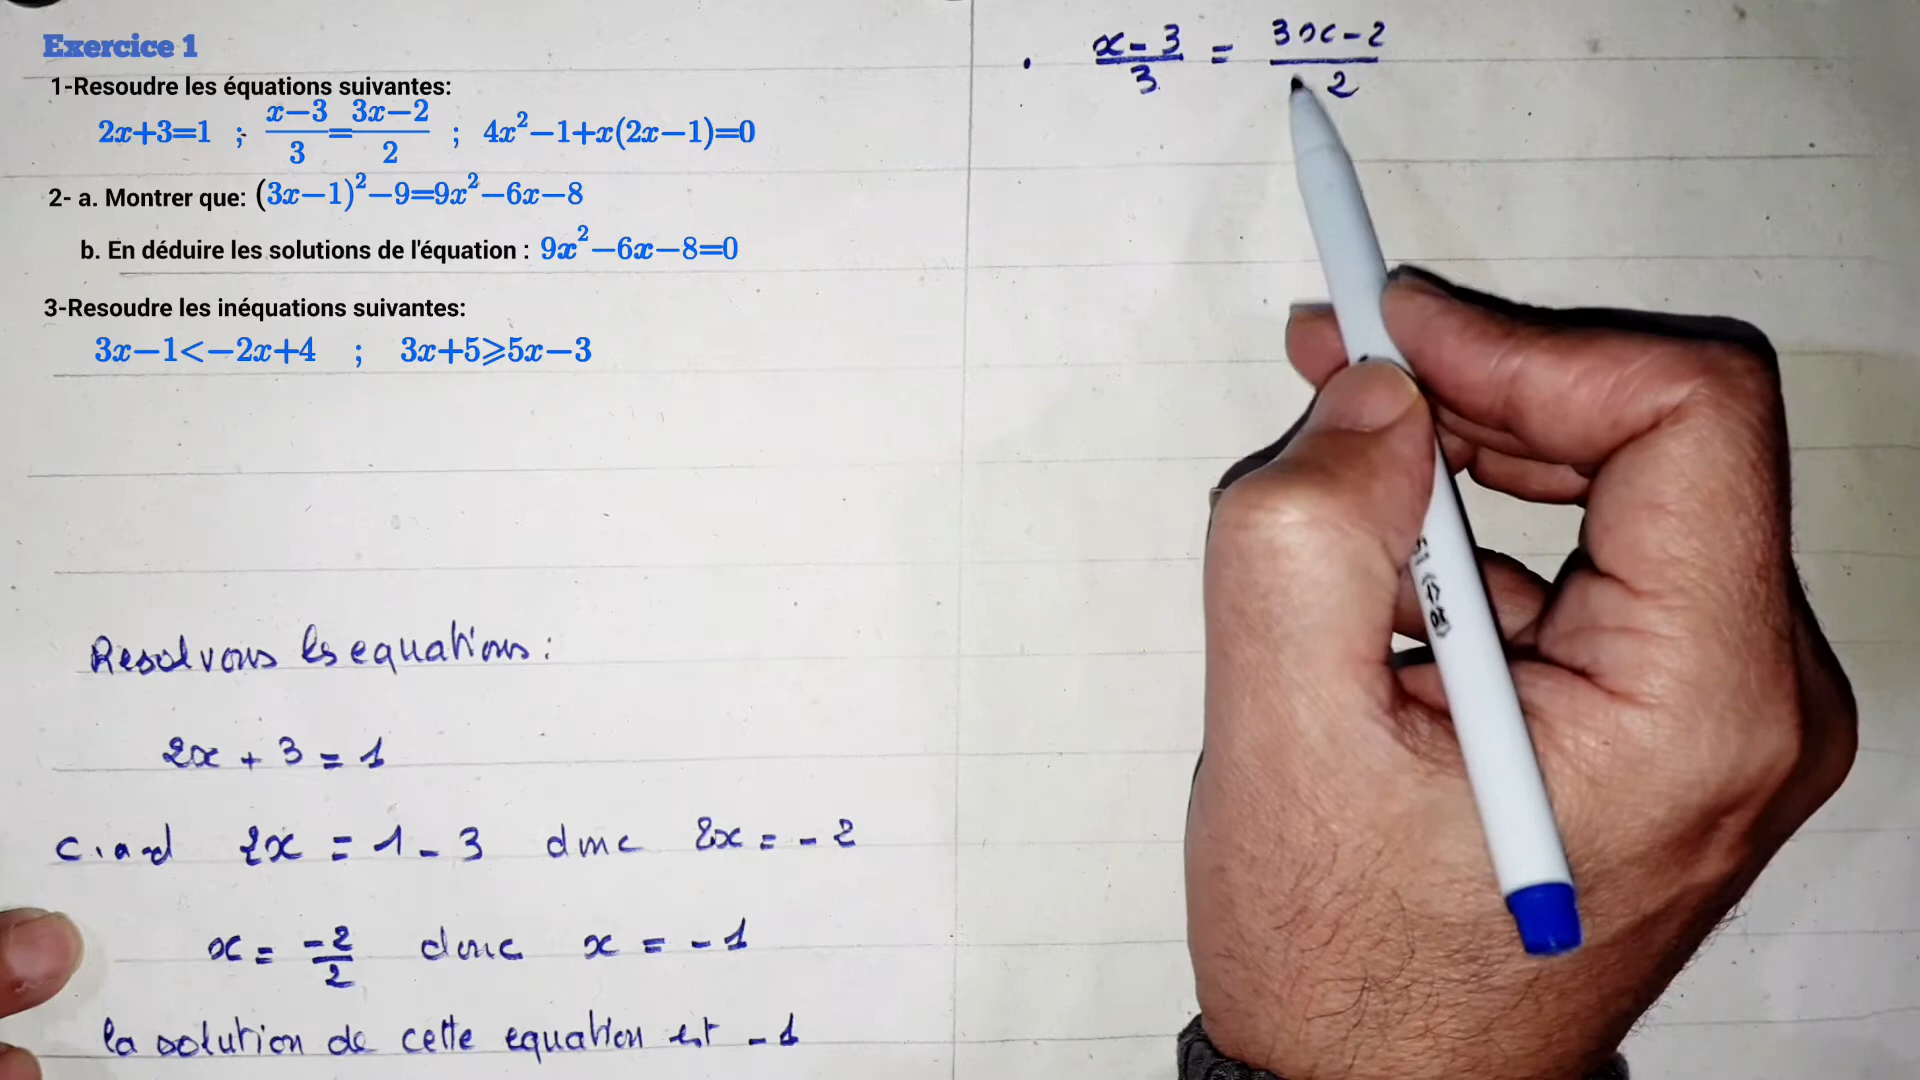 Exercice 1
1-Resoudre les équations suivantes:
2x+3=1 ; x−3/3=3x−2/2 ; 4x²−1+x(2x−1)=0
2- a. Montrer que: (3x−1)²−9=9x²−6x−8
b. En déduire les solutions de l'équation : 9x²−6x−8=0
3-Resoudre les inéquations suivantes:
3x−1<−2x+4 ; 3x+5⩾5x−3
Resolvons les equations:
2x + 3 = 1
c.a-d 2x = 1 - 3 donc 2x = - 2
x = -2/2 donc x = - 1
la solution de cette equation est - 1
. x - 3/3 = 3x - 2/2